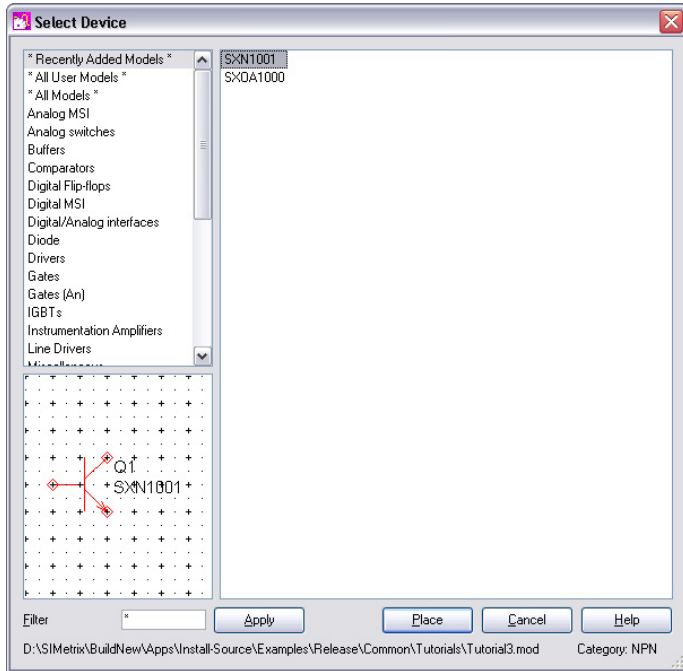 Select Device
* Recently Added Models *
* All User Models *
* All Models *
Analog MSI
Analog switches
Buffers
Comparators
Digital Flip-flops
Digital MSI
Digital/Analog interfaces
Diode
Drivers
Gates
Gates (An)
IGBTs
Instrumentation Amplifiers
Line Drivers
SXN1001
SXOA1000
Q1
SXN1001
Filter
*
Apply
Place
Cancel
Help
D:\SIMetrix\BuildNew\Apps\Install-Source\Examples\Release\Common\Tutorials\Tutorial3.mod
Category: NPN